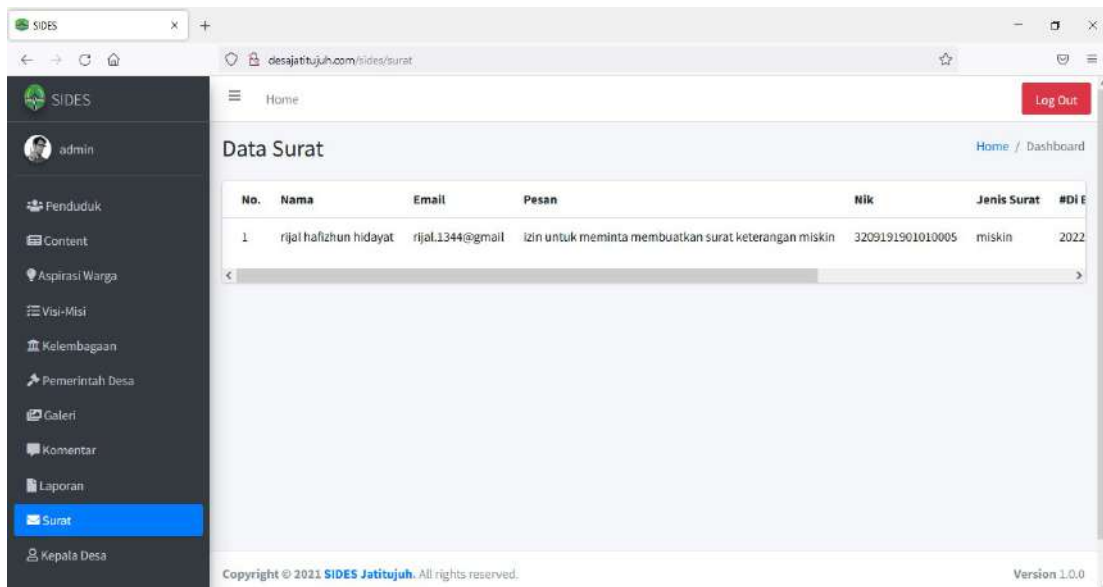 SIDES
desajatitujuh.com/sides/surat
SIDES
Home
Log Out
admin
Data Surat
Home / Dashboard
Penduduk
Content
Aspirasi Warga
Visi-Misi
Kelembagaan
Pemerintah Desa
Galeri
Komentar
Laporan
Surat
Kepala Desa
No. Nama Email Pesan Nik Jenis Surat #Di
1 rijal hafizhun hidayat rijal.1344@gmail izin untuk meminta membuatkan surat keterangan miskin 3209191901010005 miskin 2022
Copyright © 2021 SIDES Jatitujuh. All rights reserved.
Version 1.0.0